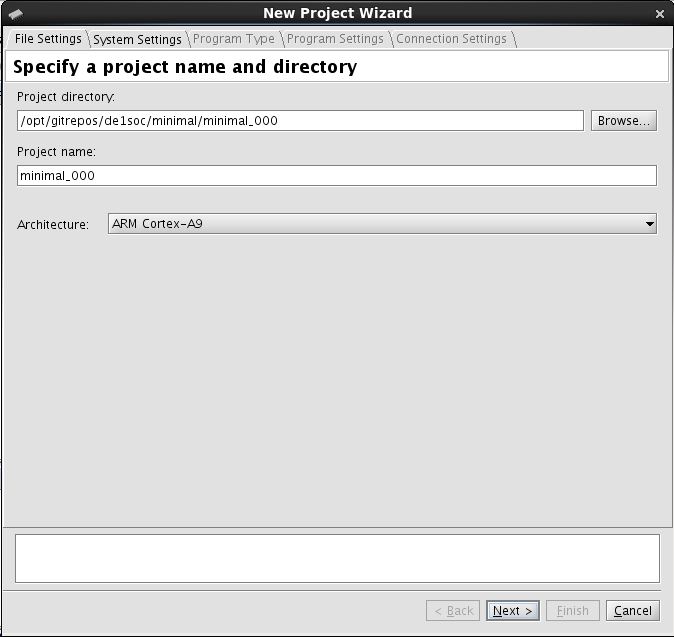 New Project Wizard
File Settings System Settings Program Type Program Settings Connection Settings
Specify a project name and directory
Project directory:
/opt/gitrepos/de1soc/minimal/minimal_000 Browse...
Project name:
minimal_000
Architecture: ARM Cortex-A9
< Back Next > Finish Cancel